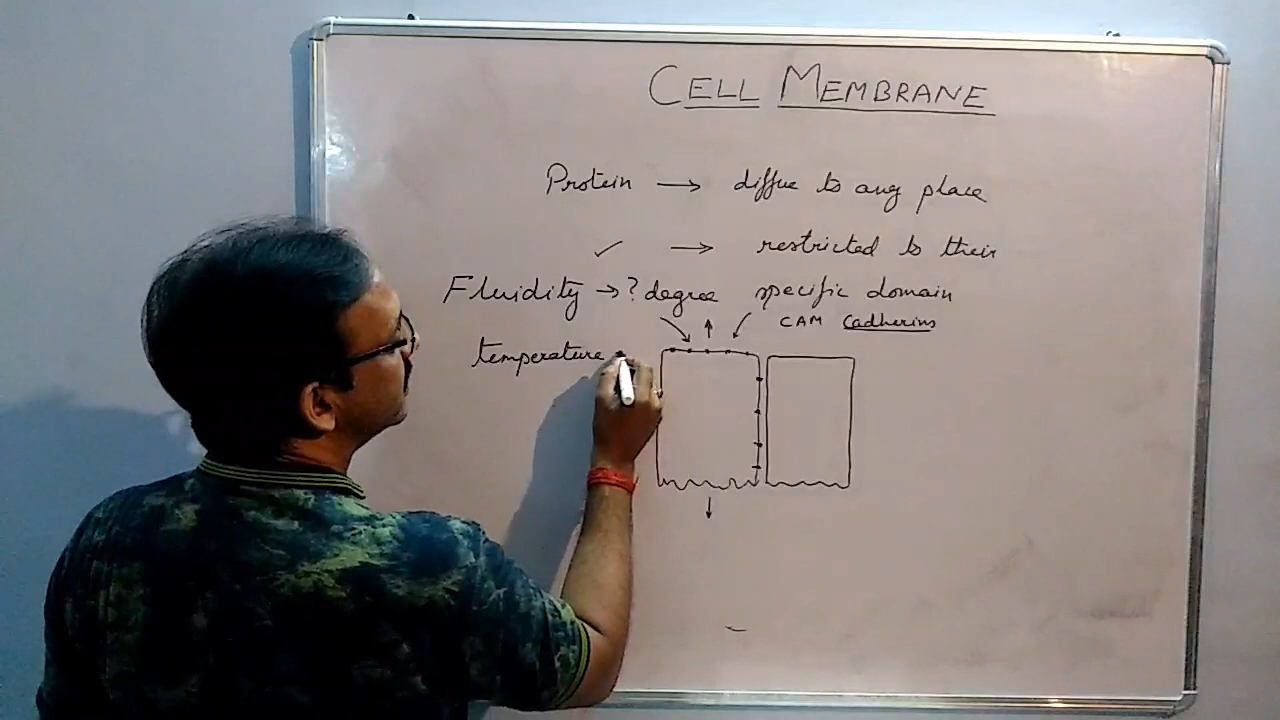 CELL MEMBRANE
Protein → diffue to any place
✓ → restricted to their
Fluidity → ? degree specific domain
CAM Cadherins
temperature